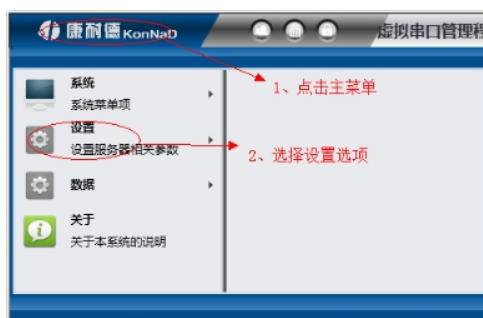 康耐德 KonNaD
虚拟串口管理程
1、点击主菜单
系统
系统菜单项
设置
设置服务器相关参数
2、选择设置选项
数据
关于
关于本系统的说明